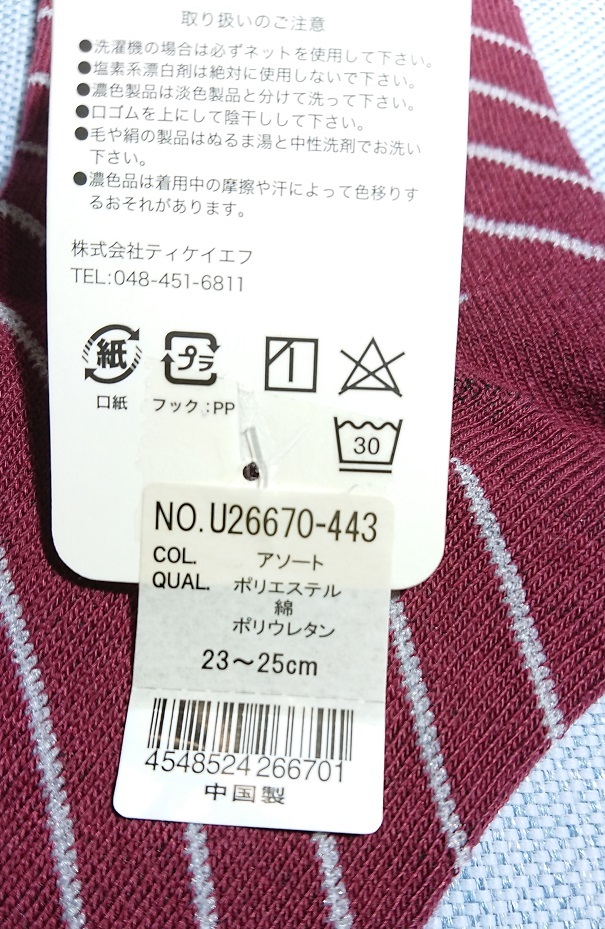 取り扱いのご注意
●洗濯機の場合は必ずネットを使用して下さい。
●塩素系漂白剤は絶対に使用しないで下さい。
●濃色製品は淡色製品と分けて洗って下さい。
●口ゴムを上にして陰干しして下さい。
●毛や絹の製品はぬるま湯と中性洗剤でお洗い
下さい。
●濃色品は着用中の摩擦や汗によって色移りす
るおそれがあります。
株式会社ティケイエフ
TEL:048-451-6811
紙 プラ
口紙 フック:PP
30
NO.U26670-443
COL. アソート
QUAL. ポリエステル
綿
ポリウレタン
23～25cm
4548524266701
中国製